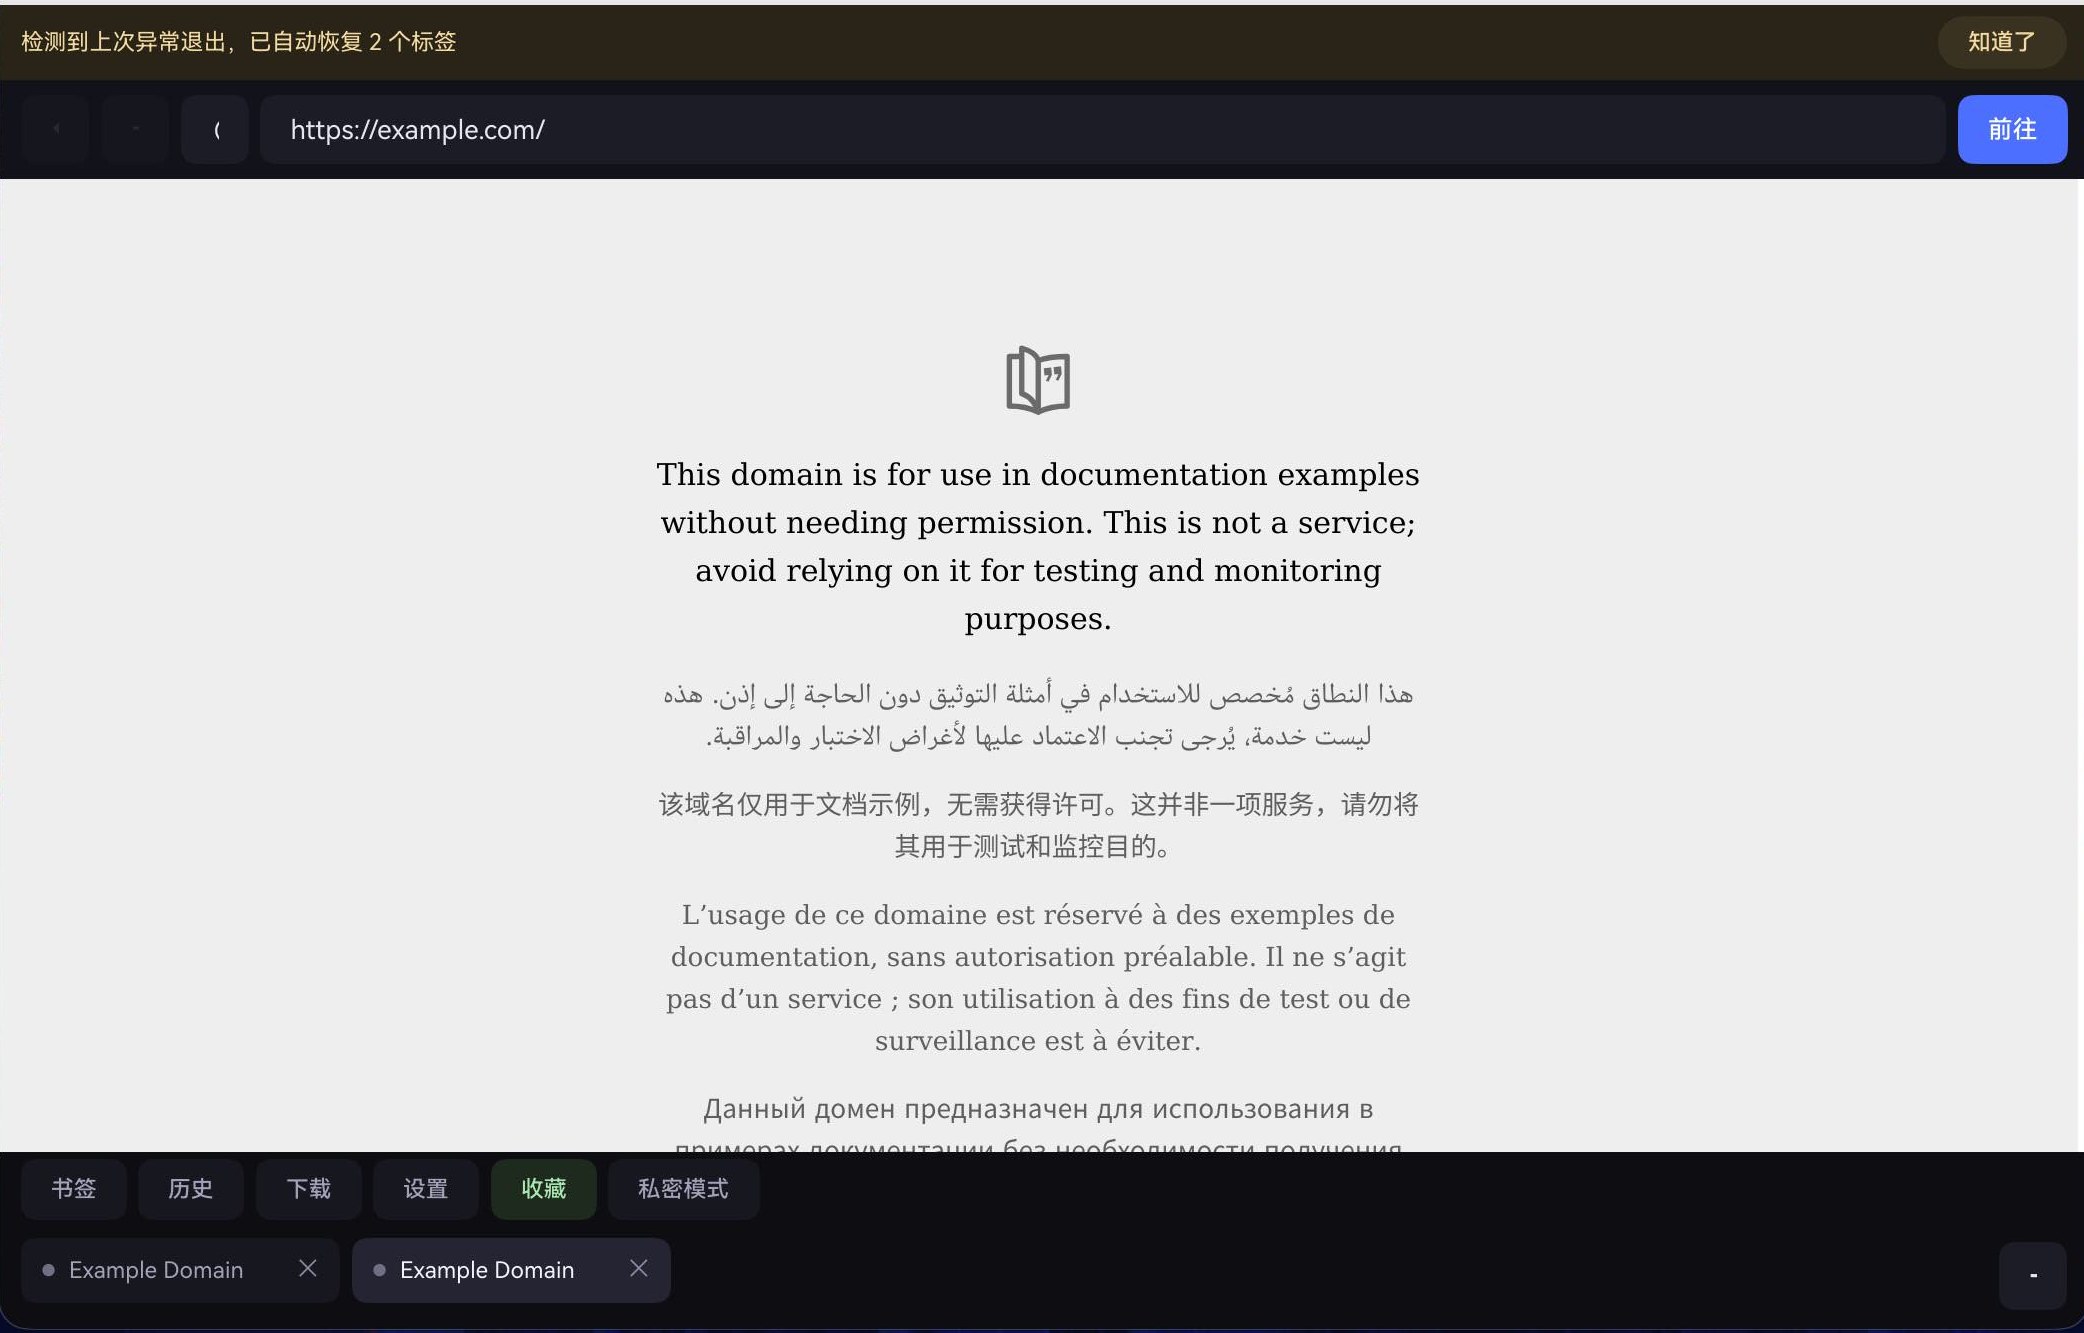 检测到上次异常退出，已自动恢复 2 个标签
知道了
https://example.com/
前往
This domain is for use in documentation examples
without needing permission. This is not a service;
avoid relying on it for testing and monitoring
purposes.
هذا النطاق مُخصص للاستخدام في أمثلة التوثيق دون الحاجة إلى إذن. هذه
ليست خدمة، يُرجى تجنب الاعتماد عليها لأغراض الاختبار والمراقبة.
该域名仅用于文档示例，无需获得许可。这并非一项服务，请勿将
其用于测试和监控目的。
L’usage de ce domaine est réservé à des exemples de
documentation, sans autorisation préalable. Il ne s’agit
pas d’un service ; son utilisation à des fins de test ou de
surveillance est à éviter.
Данный домен предназначен для использования в
примерах документации без необходимости получения
书签
历史
下载
设置
收藏
私密模式
Example Domain
Example Domain